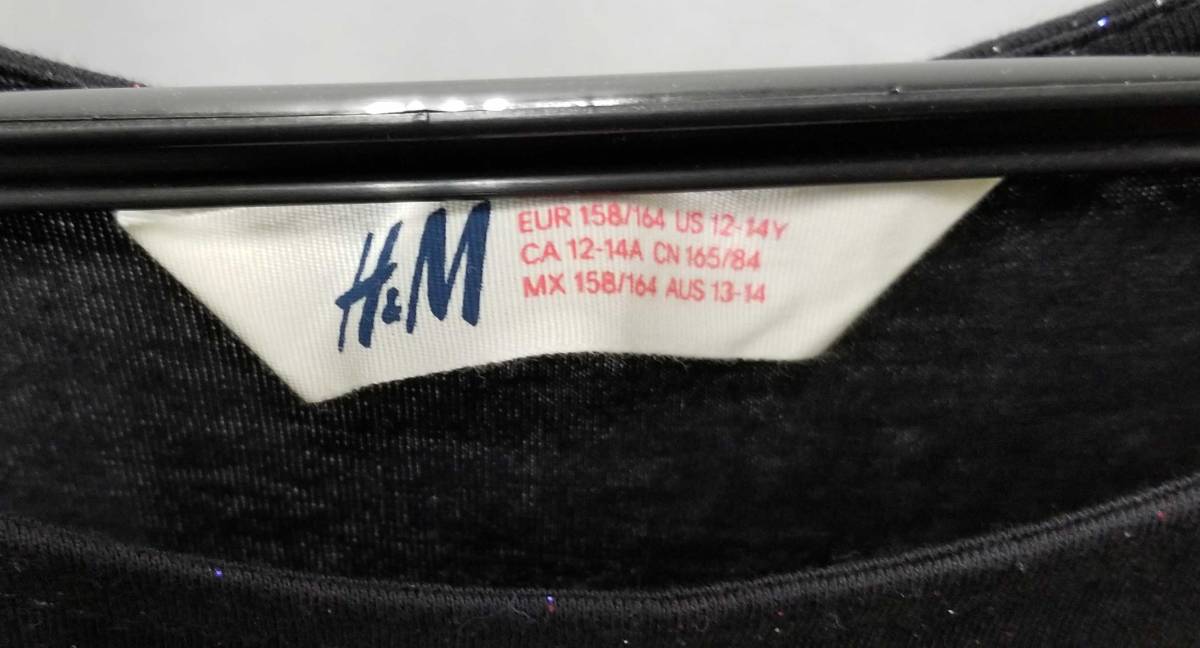 H&M
EUR 158/164 US 12-14Y
CA 12-14A CN 165/84
MX 158/164 AUS 13-14